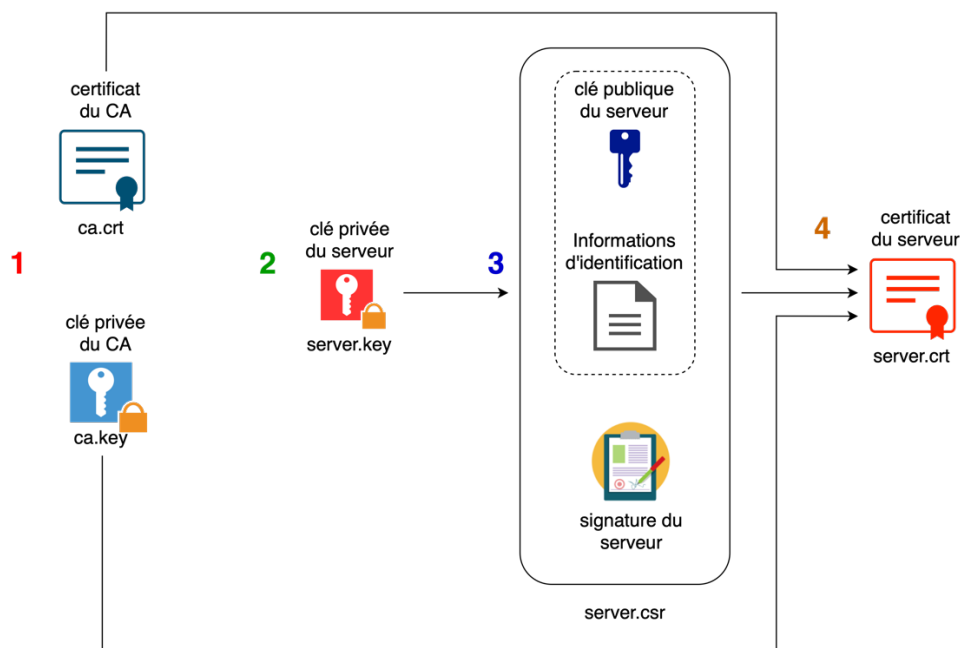 certificat
du CA
ca.crt
1
clé privée
du CA
ca.key
2
clé privée
du serveur
server.key
3
clé publique
du serveur
Informations
d'identification
signature du
serveur
server.csr
4
certificat
du serveur
server.crt